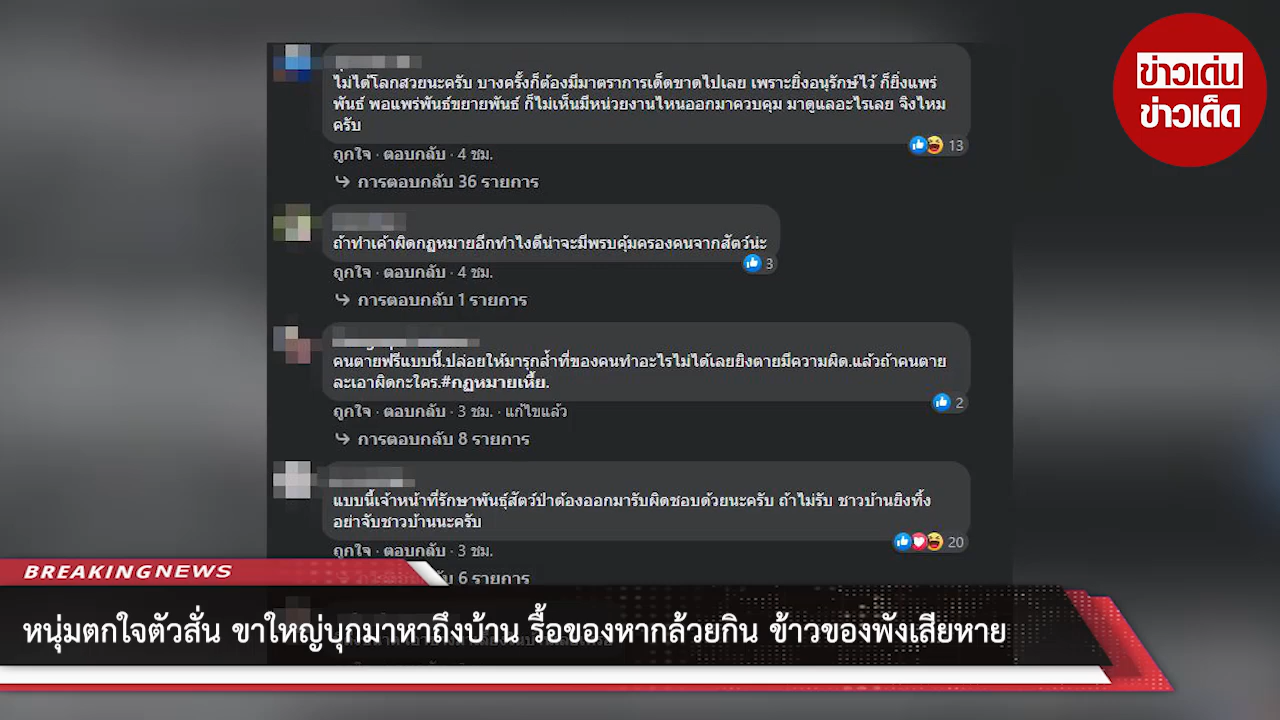 ข่าวเด่น
ข่าวเด็ด
ไม่ได้โลกสวยนะครับ บางครั้งก็ต้องมีมาตราการเด็ดขาดไปเลย เพราะยิ่งอนุรักษ์ไว้ ก็ยิ่งแพร่
พันธ์ พอแพร่พันธ์ขยายพันธ์ ก็ไม่เห็นมีหน่วยงานไหนออกมาควบคุม มาดูแลอะไรเลย จิงไหม
ครับ
13
ถูกใจ · ตอบกลับ · 4 ชม.
การตอบกลับ 36 รายการ
ถ้าทำเค้าผิดกฏหมายอีกทำไงดีน่าจะมีพรบคุ้มครองคนจากสัตว์น่ะ
3
ถูกใจ · ตอบกลับ · 4 ชม.
การตอบกลับ 1 รายการ
คนตายฟรีแบบนี้.ปล่อยให้มารุกล้ำที่ของคนทำอะไรไม่ได้เลยยิงตายมีความผิด.แล้วถ้าคนตาย
ละเอาผิดกะใคร.#กฏหมายเหี้ย.
2
ถูกใจ · ตอบกลับ · 3 ชม. · แก้ไขแล้ว
การตอบกลับ 8 รายการ
แบบนี้เจ้าหน้าที่รักษาพันธุ์สัตว์ป่าต้องออกมารับผิดชอบด้วยนะครับ ถ้าไม่รับ ชาวบ้านยิงทิ้ง
อย่าจับชาวบ้านนะครับ
20
ถูกใจ · ตอบกลับ · 3 ชม.
6 รายการ
BREAKINGNEWS
หนุ่มตกใจตัวสั่น ขาใหญ่บุกมาหาถึงบ้าน รื้อของหากล้วยกิน ข้าวของพังเสียหาย